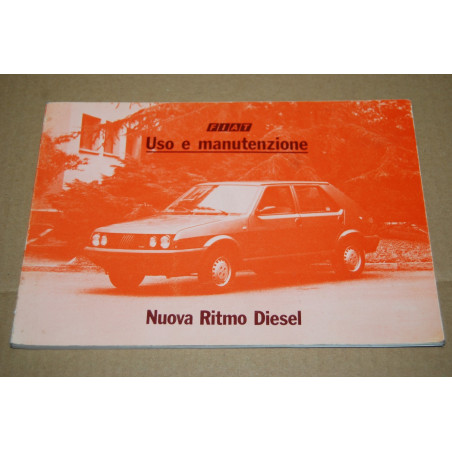 FIAT
Uso e manutenzione
Nuova Ritmo Diesel